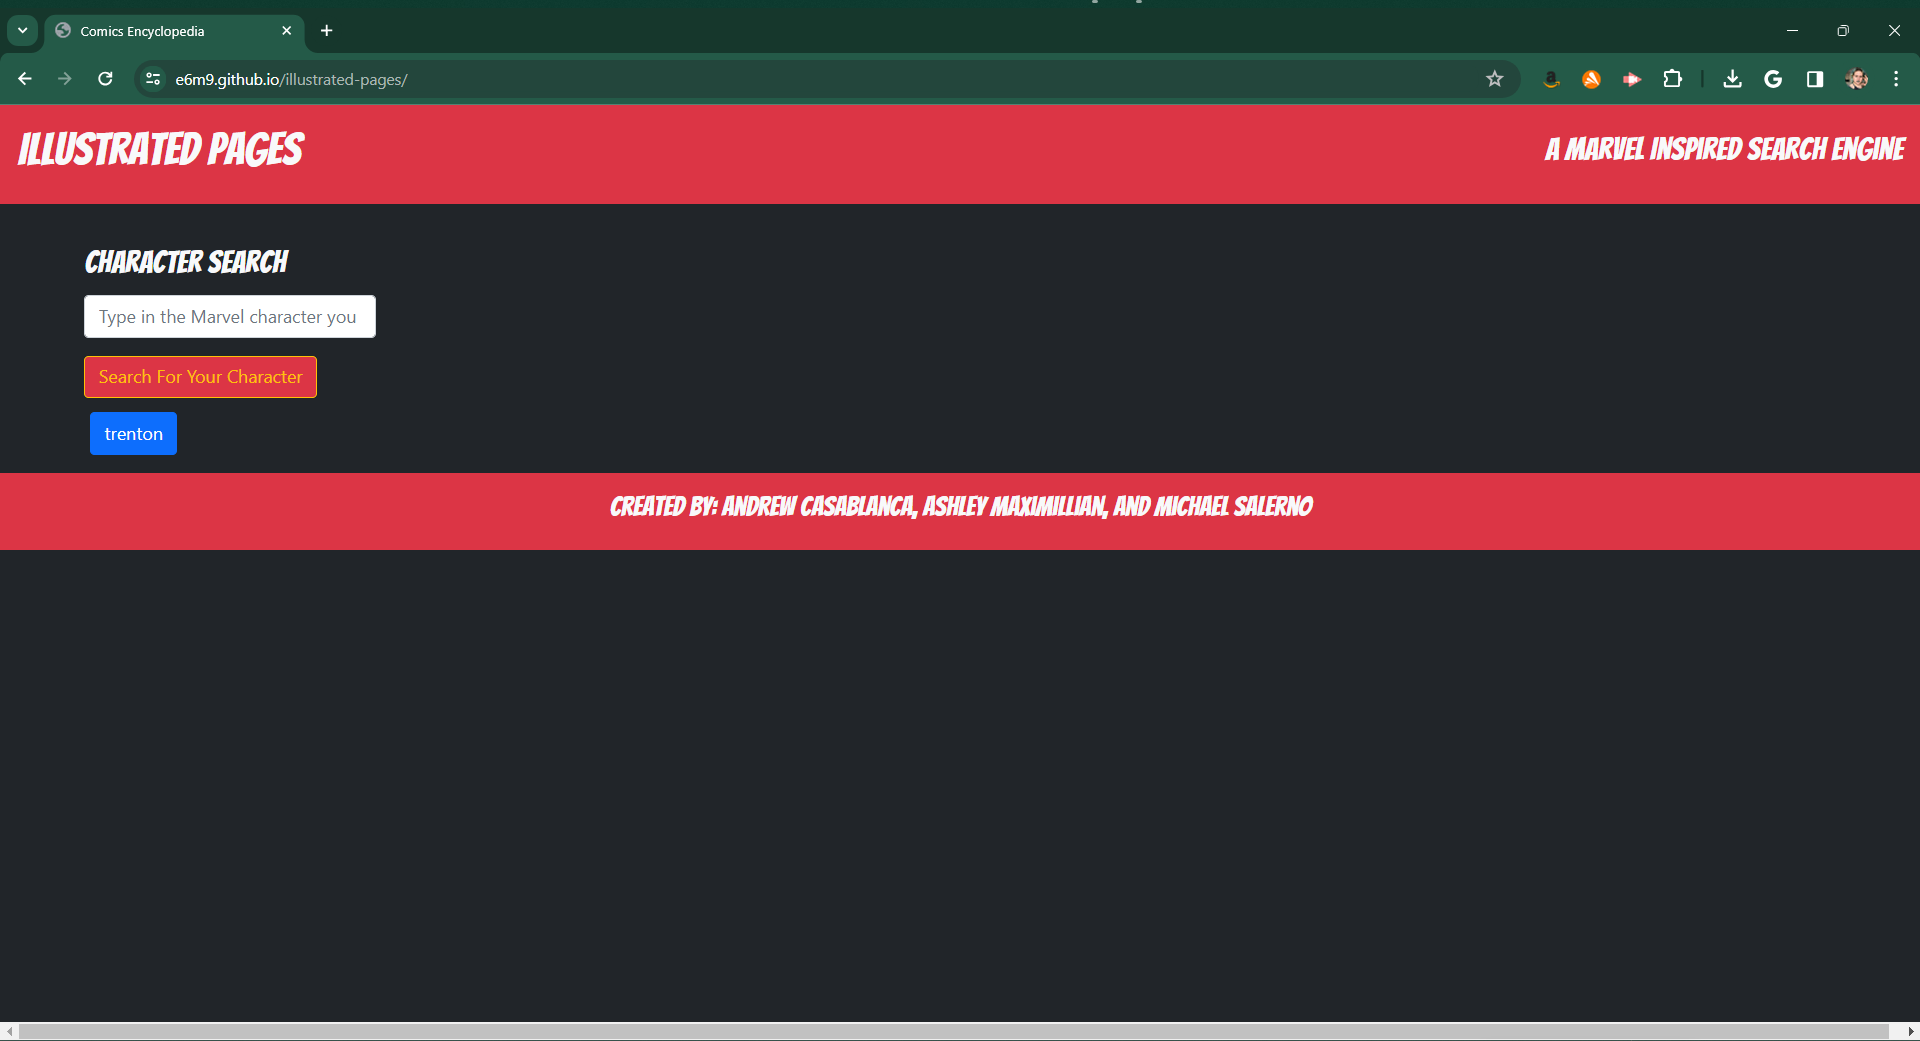 Comics Encyclopedia
e6m9.github.io/illustrated-pages/
ILLUSTRATED PAGES
A MARVEL INSPIRED SEARCH ENGINE
CHARACTER SEARCH
Type in the Marvel character you
Search For Your Character
trenton
CREATED BY: ANDREW CASABLANCA, ASHLEY MAXIMILLIAN, AND MICHAEL SALERNO